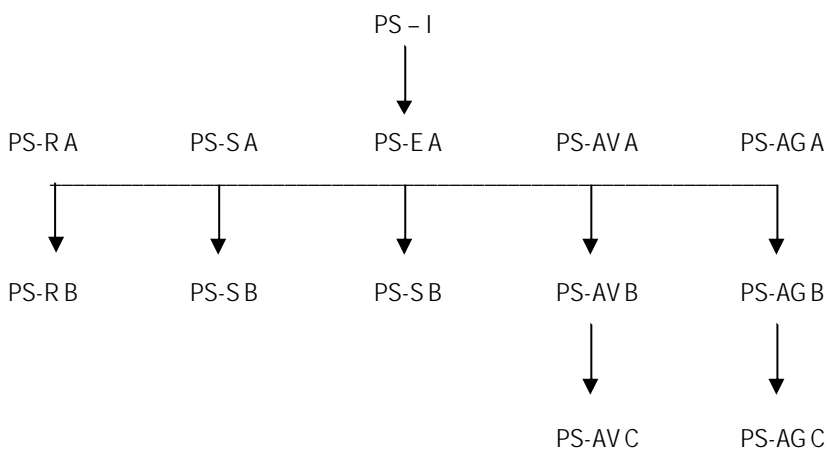 PS – I
PS-R A PS-S A PS-E A PS-AV A PS-AG A
PS-R B PS-S B PS-S B PS-AV B PS-AG B
PS-AV C PS-AG C